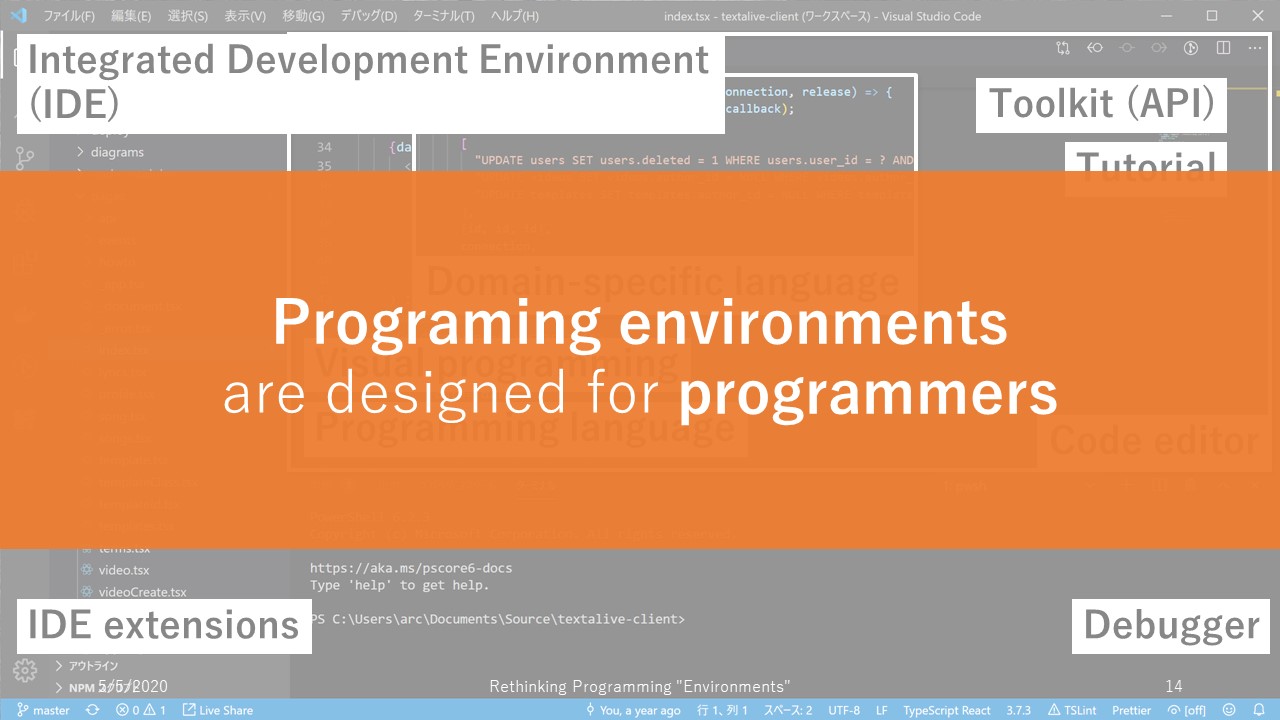 ファイル(F) 編集(E) 選択(S) 表示(V) 移動(G) デバッグ(D) ターミナル(T) ヘルプ(H) index.tsx - textalive-client (ワークスペース) - Visual Studio Code
Integrated Development Environment
(IDE)
onnection, release) => {
callback);
Toolkit (API)
diagrams
34 {da
[
35
"UPDATE users SET users.deleted = 1 WHERE users.user_id = ? AND
Tutorial
Domain-specific language
Programing environments
Visual programming
are designed for programmers
Programming language
Code editor
terms.tsx
video.tsx
videoCreate.tsx
https://aka.ms/pscore6-docs
Type 'help' to get help.
PS C:\Users\arc\Documents\Source\textalive-client>
IDE extensions
Debugger
アウトライン
NPM スクリプト
5/5/2020
Rethinking Programming "Environments"
14
master 0 1 Live Share You, a year ago 行 1、列 1 スペース: 2 UTF-8 LF TypeScript React 3.7.3 TSLint Prettier [off]